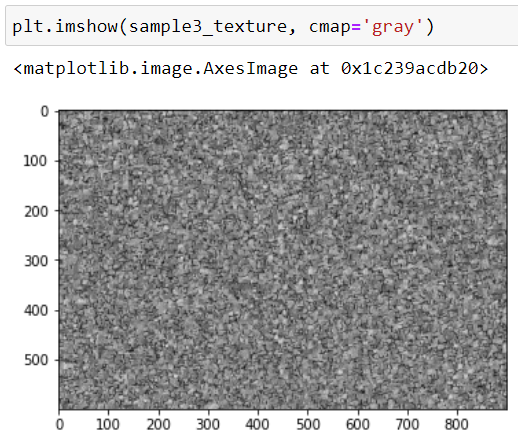 plt.imshow(sample3_texture, cmap='gray')
<matplotlib.image.AxesImage at 0x1c239acdb20>
0
100
200
300
400
500
0 100 200 300 400 500 600 700 800